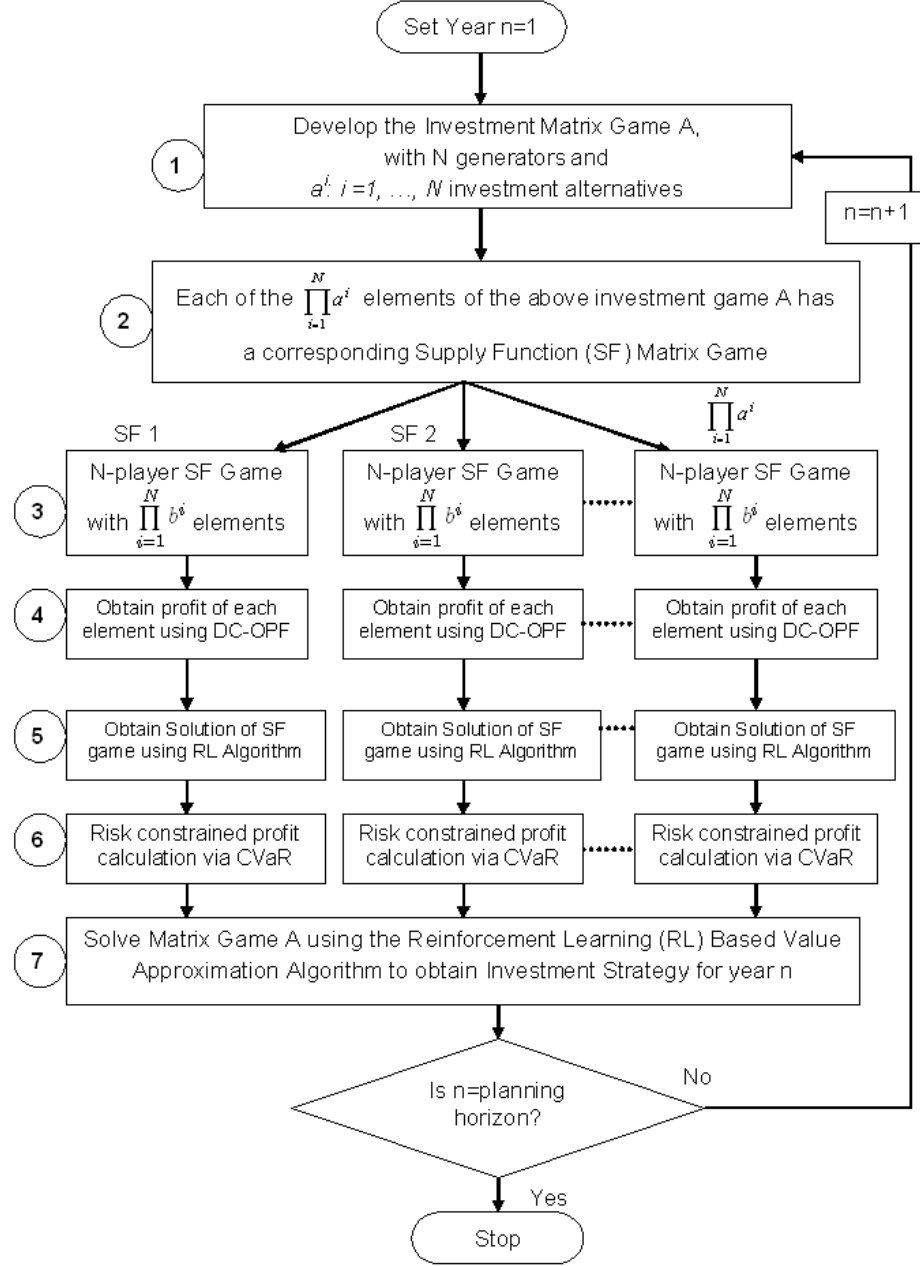 Set Year n=1
1
Develop the Investment Matrix Game A,
with N generators and
aⁱ: i =1, ..., N investment alternatives
n=n+1
2
Each of the ∏_{i=1}^{N} aⁱ elements of the above investment game A has
a corresponding Supply Function (SF) Matrix Game
SF 1
SF 2
∏_{i=1}^{N} aⁱ
3
N-player SF Game
with ∏_{i=1}^{N} bⁱ elements
N-player SF Game
with ∏_{i=1}^{N} bⁱ elements
N-player SF Game
with ∏_{i=1}^{N} bⁱ elements
4
Obtain profit of each
element using DC-OPF
Obtain profit of each
element using DC-OPF
Obtain profit of each
element using DC-OPF
5
Obtain Solution of SF
game using RL Algorithm
Obtain Solution of SF
game using RL Algorithm
Obtain Solution of SF
game using RL Algorithm
6
Risk constrained profit
calculation via CVaR
Risk constrained profit
calculation via CVaR
Risk constrained profit
calculation via CVaR
7
Solve Matrix Game A using the Reinforcement Learning (RL) Based Value
Approximation Algorithm to obtain Investment Strategy for year n
Is n=planning
horizon?
No
Yes
Stop